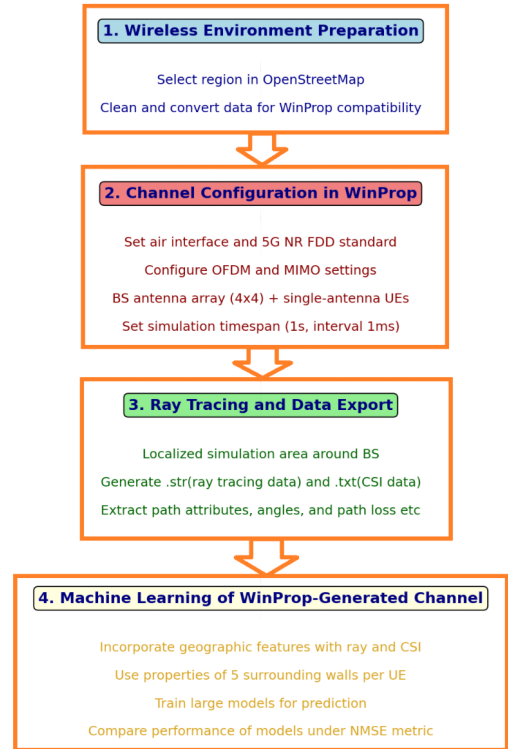 1. Wireless Environment Preparation
Select region in OpenStreetMap
Clean and convert data for WinProp compatibility
2. Channel Configuration in WinProp
Set air interface and 5G NR FDD standard
Configure OFDM and MIMO settings
BS antenna array (4x4) + single-antenna UEs
Set simulation timespan (1s, interval 1ms)
3. Ray Tracing and Data Export
Localized simulation area around BS
Generate .str(ray tracing data) and .txt(CSI data)
Extract path attributes, angles, and path loss etc
4. Machine Learning of WinProp-Generated Channel
Incorporate geographic features with ray and CSI
Use properties of 5 surrounding walls per UE
Train large models for prediction
Compare performance of models under NMSE metric